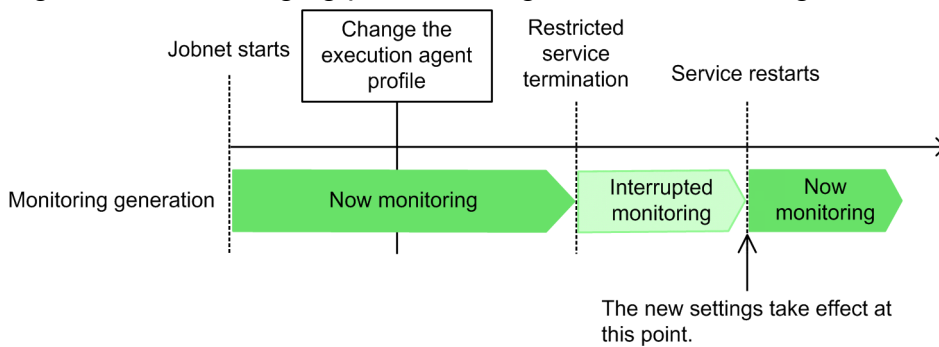 Jobnet starts
Change the
execution agent
profile
Restricted
service
termination
Service restarts
Monitoring generation
Now monitoring
Interrupted
monitoring
Now
monitoring
The new settings take effect at
this point.